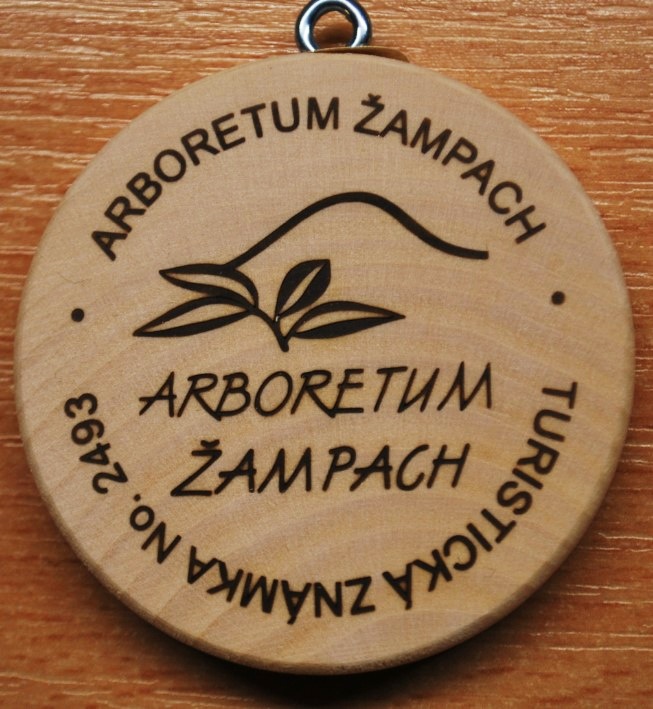 ARBORETUM ŽAMPACH
ARBORETUM
ŽAMPACH
TURISTICKÁ ZNÁMKA No. 2493